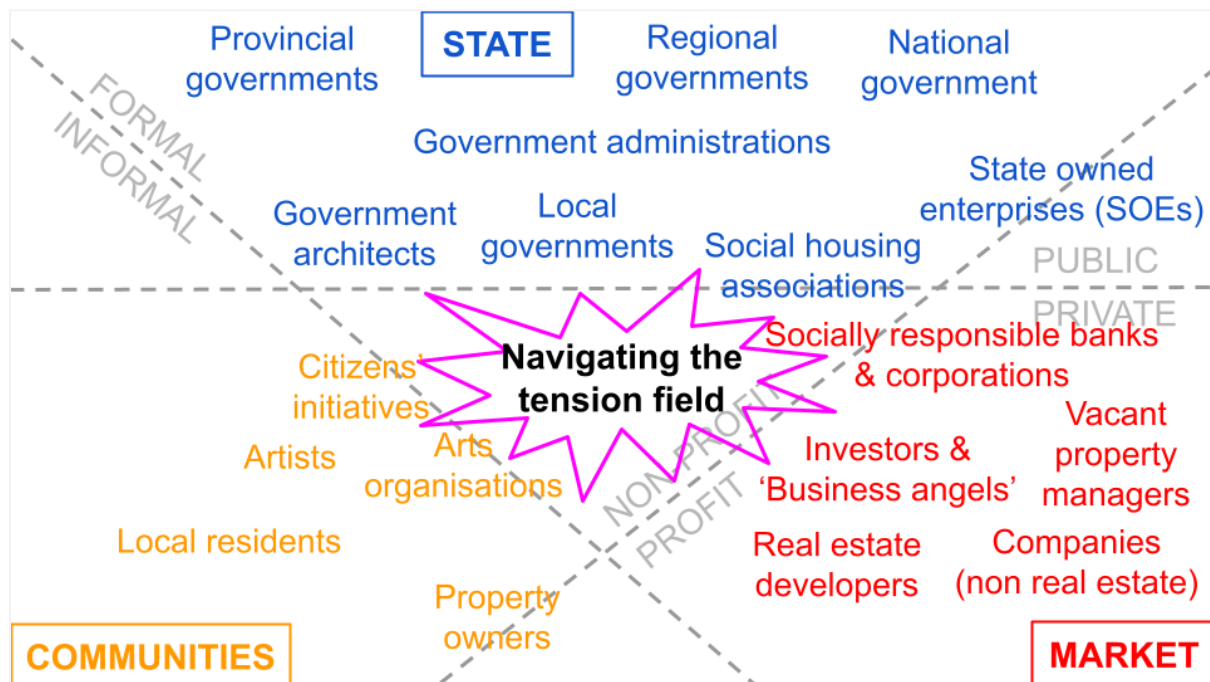 Provincial
governments
STATE
Regional
governments
National
government
FORMAL
INFORMAL
Government administrations
State owned
enterprises (SOEs)
Government
architects
Local
governments
Social housing
associations
PUBLIC
PRIVATE
Navigating the
tension field
Socially responsible banks
& corporations
Citizens'
initiatives
Artists
Arts
organisations
NON-PROFIT
PROFIT
Investors &
‘Business angels’
Vacant
property
managers
Local residents
Real estate
developers
Companies
(non real estate)
Property
owners
COMMUNITIES
MARKET